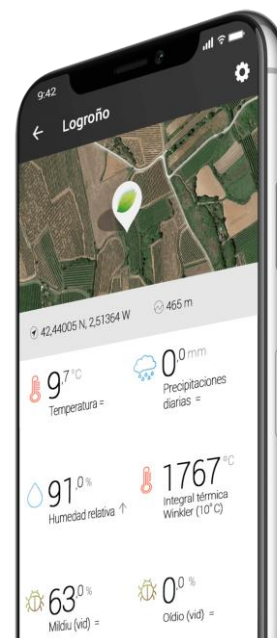 9:42
Logroño
42,44005 N, 2,51364 W
465 m
9,7 °C
Temperatura =
0,0 mm
Precipitaciones
diarias =
91,0 %
Humedad relativa ↑
1767 °C
Integral térmica
Winkler (10°C)
63,0 %
Mildiu (vid) =
0,0 %
Oídio (vid) =